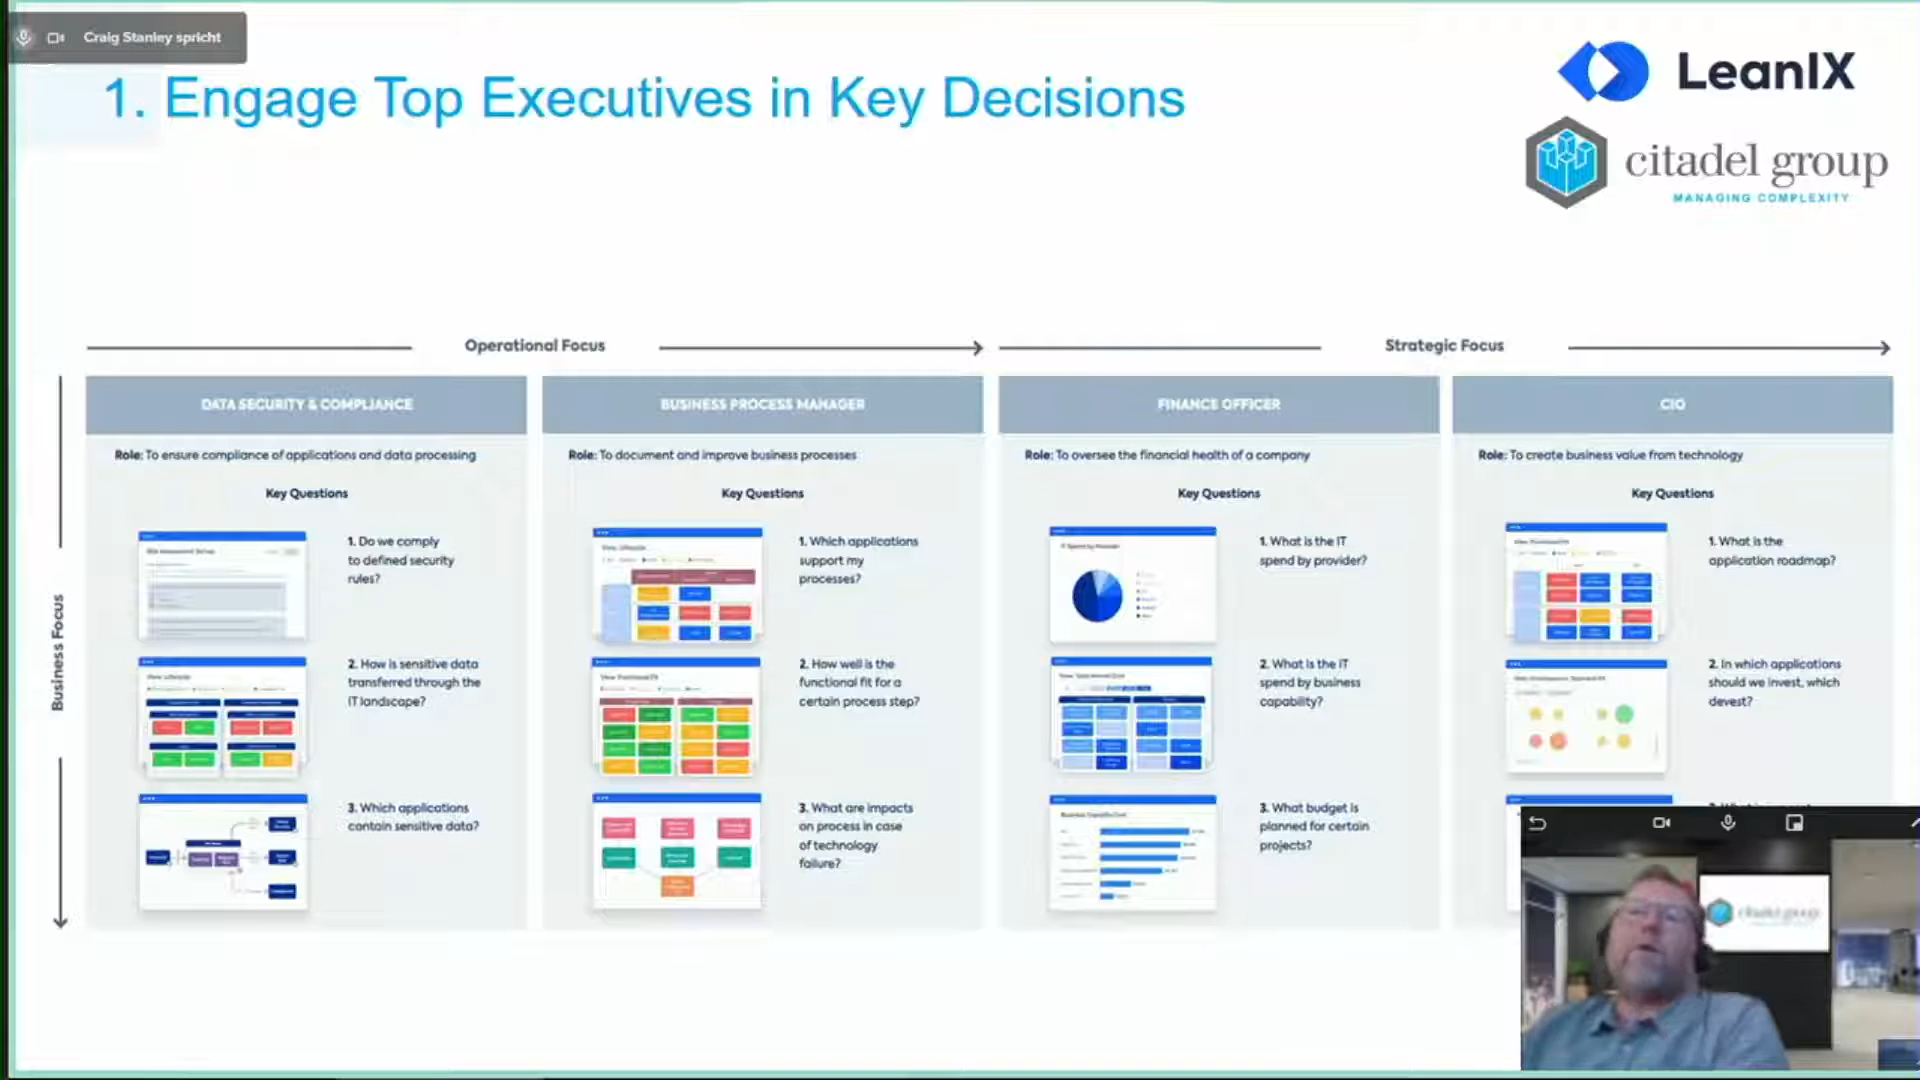 Craig Stanley spricht
1. Engage Top Executives in Key Decisions
LeanIX
citadel group
MANAGING COMPLEXITY
Operational Focus
Strategic Focus
Business Focus
DATA SECURITY & COMPLIANCE
Role: To ensure compliance of applications and data processing
Key Questions
1. Do we comply
to defined security
rules?
2. How is sensitive data
transferred through the
IT landscape?
3. Which applications
contain sensitive data?
BUSINESS PROCESS MANAGER
Role: To document and improve business processes
Key Questions
1. Which applications
support my
processes?
2. How well is the
functional fit for a
certain process step?
3. What are impacts
on process in case
of technology
failure?
FINANCE OFFICER
Role: To oversee the financial health of a company
Key Questions
IT Spend by Provider
1. What is the IT
spend by provider?
2. What is the IT
spend by business
capability?
3. What budget is
planned for certain
projects?
CIO
Role: To create business value from technology
Key Questions
1. What is the
application roadmap?
2. In which applications
should we invest, which
devest?
citadel group